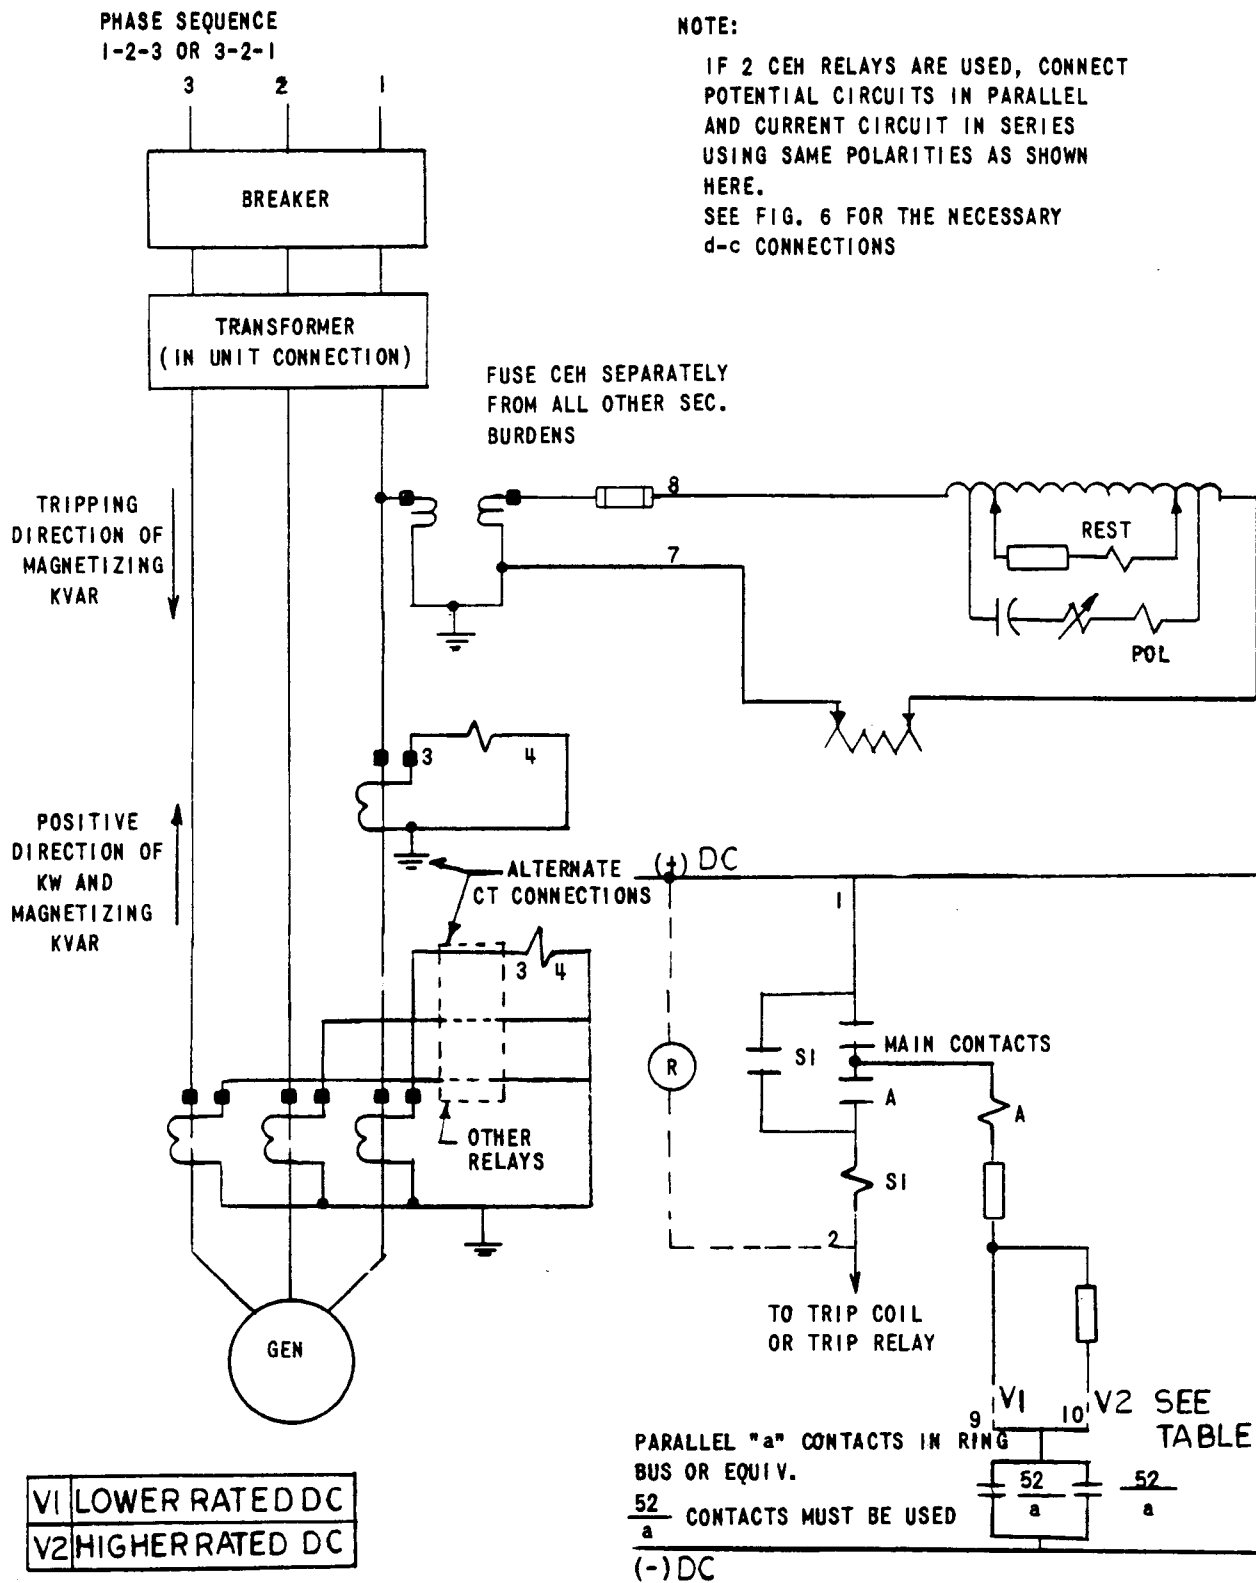 PHASE SEQUENCE
1-2-3 OR 3-2-1
3
2
1
BREAKER
TRANSFORMER
(IN UNIT CONNECTION)
NOTE:
IF 2 CEH RELAYS ARE USED, CONNECT
POTENTIAL CIRCUITS IN PARALLEL
AND CURRENT CIRCUIT IN SERIES
USING SAME POLARITIES AS SHOWN
HERE.
SEE FIG. 6 FOR THE NECESSARY
d-c CONNECTIONS
FUSE CEH SEPARATELY
FROM ALL OTHER SEC.
BURDENS
TRIPPING
DIRECTION OF
MAGNETIZING
KVAR
8
7
REST
POL
3
4
POSITIVE
DIRECTION OF
KW AND
MAGNETIZING
KVAR
ALTERNATE
CT CONNECTIONS
3 4
OTHER
RELAYS
GEN
(+) DC
1
R
SI
MAIN CONTACTS
A
A
SI
2
TO TRIP COIL
OR TRIP RELAY
V1
V2
SEE
TABLE
9
10
PARALLEL "a" CONTACTS IN RING
BUS OR EQUIV.
52
a
CONTACTS MUST BE USED
52
a
52
a
(-) DC
V1 LOWER RATED DC
V2 HIGHER RATED DC